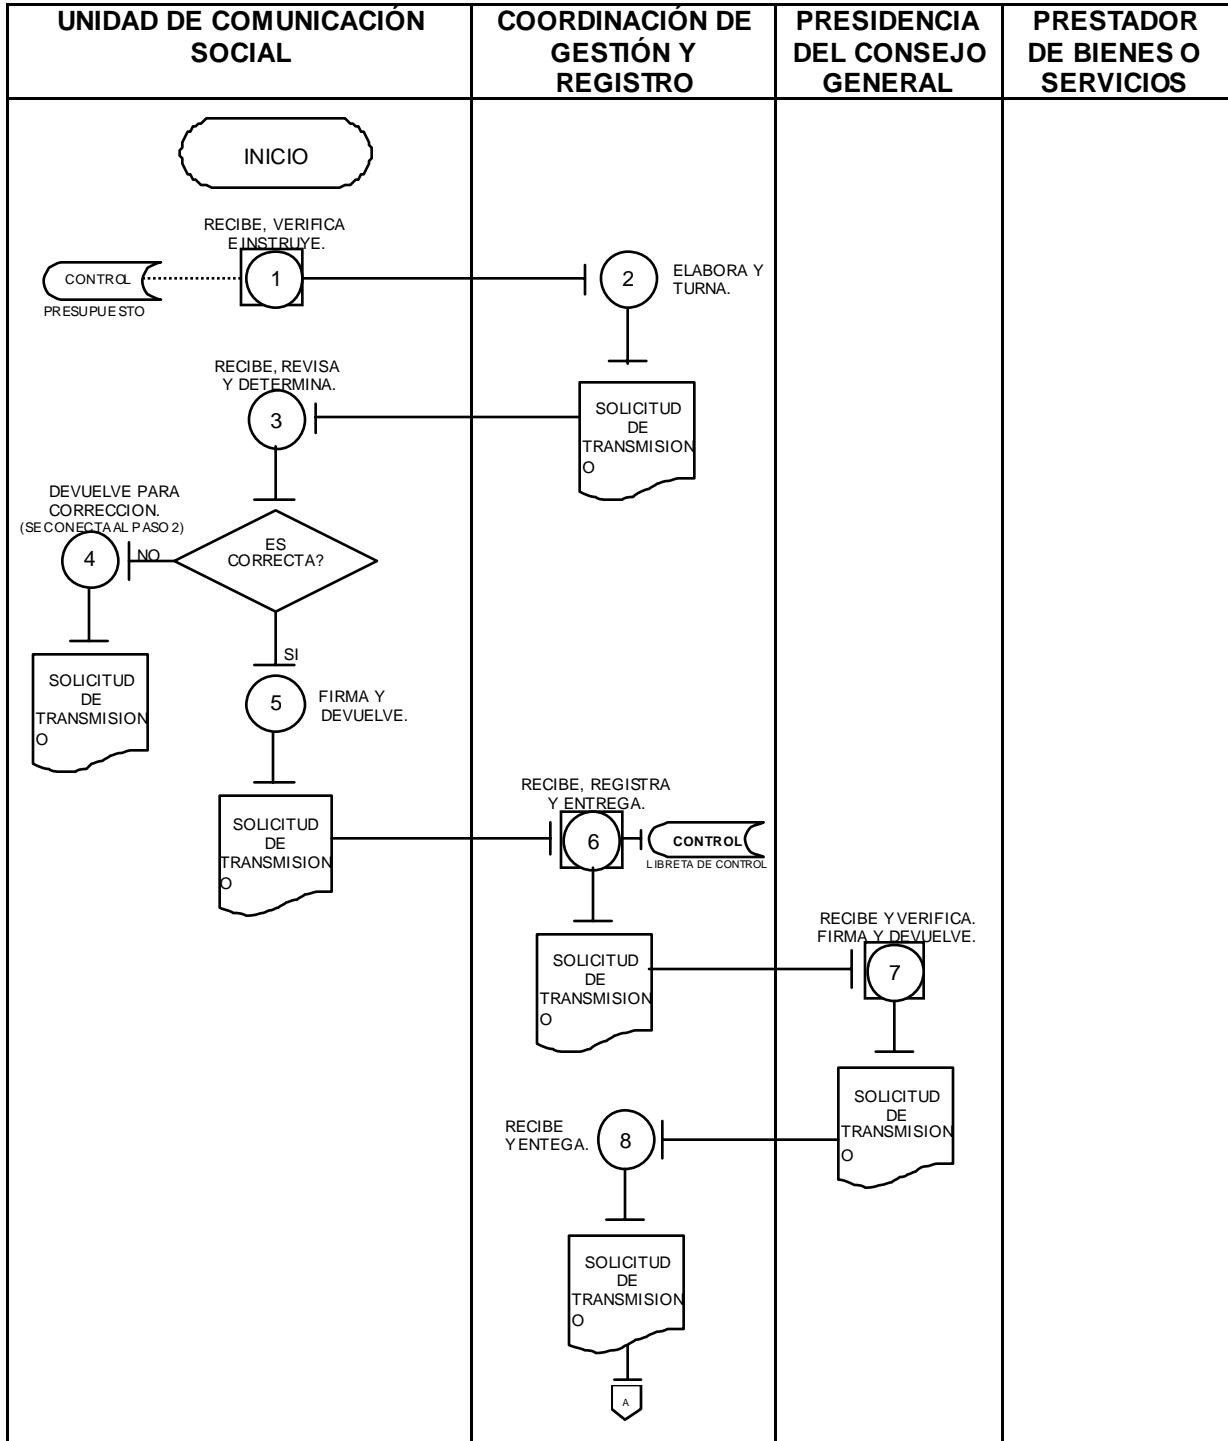 UNIDAD DE COMUNICACIÓN
SOCIAL
COORDINACIÓN DE
GESTIÓN Y
REGISTRO
PRESIDENCIA
DEL CONSEJO
GENERAL
PRESTADOR
DE BIENES O
SERVICIOS
INICIO
RECIBE, VERIFICA
E INSTRUYE.
CONTROL
PRESUPUESTO
1
2
ELABORA Y
TURNA.
RECIBE, REVISA
Y DETERMINA.
3
SOLICITUD
DE
TRANSMISION
O
DEVUELVE PARA
CORRECCION.
(SE CONECTA AL PASO 2)
4
NO
ES
CORRECTA?
SI
SOLICITUD
DE
TRANSMISION
O
5
FIRMA Y
DEVUELVE.
SOLICITUD
DE
TRANSMISION
O
RECIBE, REGISTRA
Y ENTREGA.
6
CONTROL
LIBRETA DE CONTROL
SOLICITUD
DE
TRANSMISION
O
RECIBE Y VERIFICA.
FIRMA Y DEVUELVE.
7
SOLICITUD
DE
TRANSMISION
O
RECIBE
Y ENTEGA.
8
SOLICITUD
DE
TRANSMISION
O
A